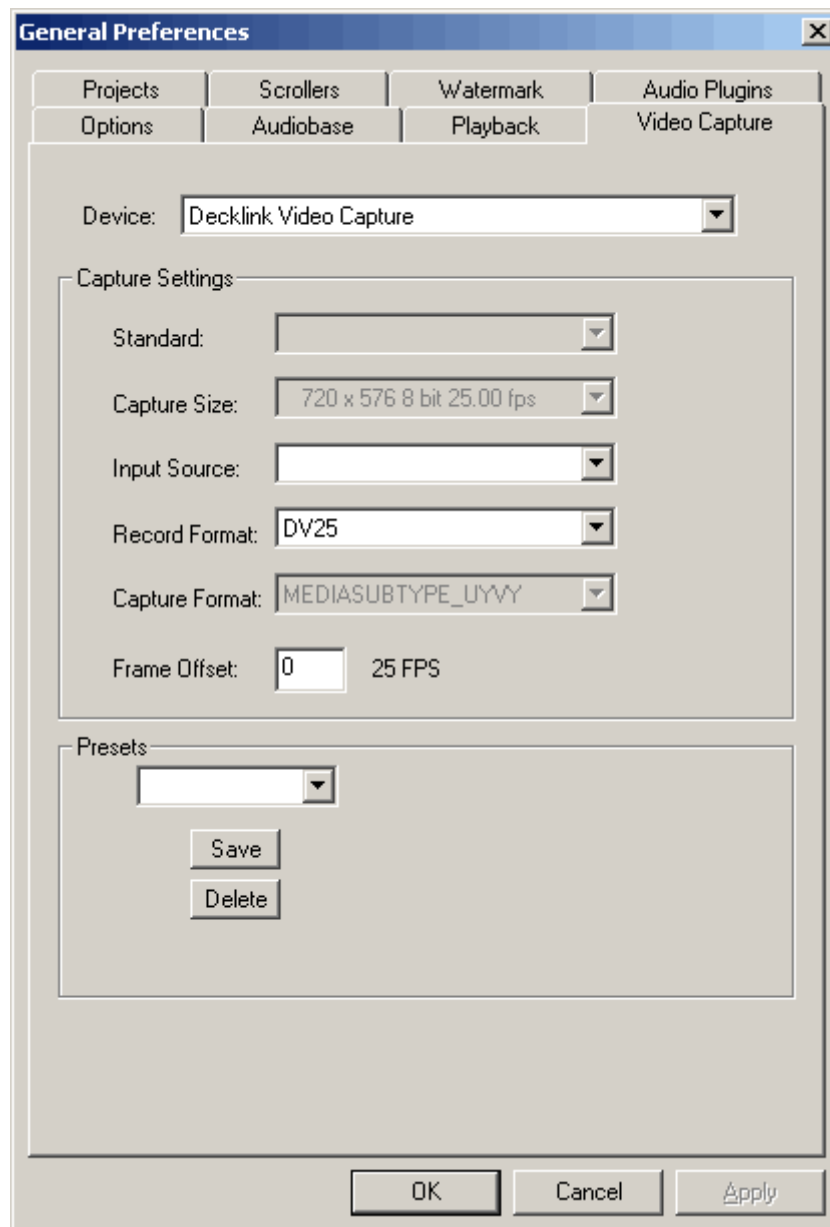 General Preferences
Projects Scrollers Watermark Audio Plugins
Options Audiobase Playback Video Capture
Device: Decklink Video Capture
Capture Settings
Standard:
Capture Size: 720 x 576 8 bit 25.00 fps
Input Source:
Record Format: DV25
Capture Format: MEDIASUBTYPE_UYVY
Frame Offset: 0 25 FPS
Presets
Save
Delete
OK Cancel Apply